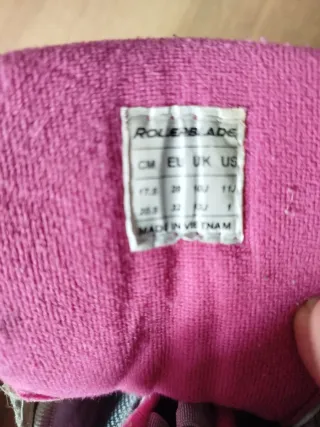 ROLLERBLADE
CM EU UK US
17,5 28 10J 11J
20,5 32 13J 1
MADE IN VIETNAM